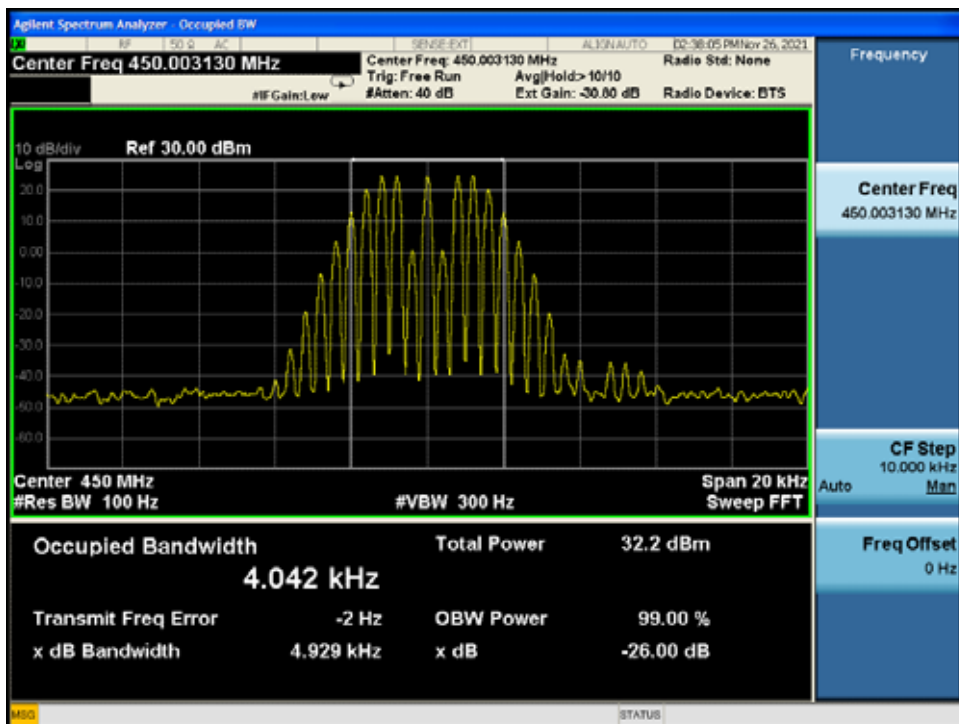 Agilent Spectrum Analyzer - Occupied BW
RF 50 Ω AC SENSE:EXT ALIGN AUTO 02:38:05 PM Nov 26, 2021
Center Freq 450.003130 MHz
Center Freq: 450.003130 MHz
Radio Std: None
Trig: Free Run Avg|Hold:> 10/10
#IFGain:Low #Atten: 40 dB Ext Gain: -30.80 dB Radio Device: BTS
10 dB/div Ref 30.00 dBm
Log
20.0
10.0
0.00
-10.0
-20.0
-30.0
-40.0
-50.0
-60.0
Center 450 MHz Span 20 kHz
#Res BW 100 Hz #VBW 300 Hz Sweep FFT
Occupied Bandwidth Total Power 32.2 dBm
4.042 kHz
Transmit Freq Error -2 Hz OBW Power 99.00 %
x dB Bandwidth 4.929 kHz x dB -26.00 dB
Frequency
Center Freq
450.003130 MHz
CF Step
10.000 kHz
Auto Man
Freq Offset
0 Hz
MSG STATUS